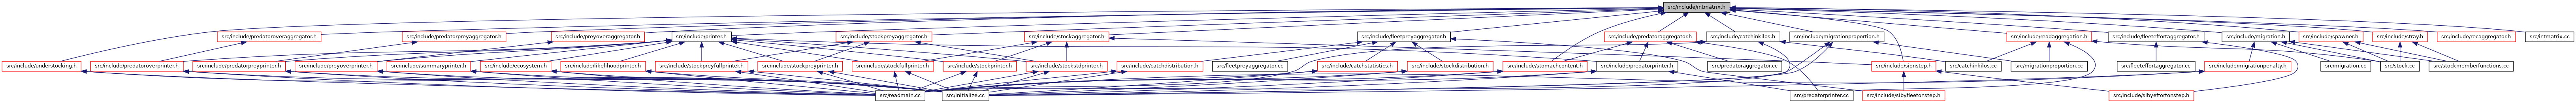 src/include/intmatrix.h
src/include/predatoroveraggregator.h
src/include/predatorpreyaggregator.h
src/include/preyoveraggregator.h
src/include/printer.h
src/include/stockpreyaggregator.h
src/include/stockaggregator.h
src/include/fleetpreyaggregator.h
src/include/predatoraggregator.h
src/include/catchinkilos.h
src/include/migrationproportion.h
src/include/readaggregation.h
src/include/fleeteffortaggregator.h
src/include/migration.h
src/include/spawner.h
src/include/stray.h
src/include/recaggregator.h
src/intmatrix.cc
src/include/understocking.h
src/include/predatoroverprinter.h
src/include/predatorpreyprinter.h
src/include/preyoverprinter.h
src/include/summaryprinter.h
src/include/ecosystem.h
src/include/likelihoodprinter.h
src/include/stockpreyfullprinter.h
src/include/stockpreyprinter.h
src/include/stockfullprinter.h
src/include/stockprinter.h
src/include/stockstdprinter.h
src/include/catchdistribution.h
src/fleetpreyaggregator.cc
src/include/catchstatistics.h
src/include/stockdistribution.h
src/include/stomachcontent.h
src/include/predatorprinter.h
src/predatoraggregator.cc
src/include/sionstep.h
src/catchinkilos.cc
src/migrationproportion.cc
src/fleeteffortaggregator.cc
src/include/migrationpenalty.h
src/migration.cc
src/stock.cc
src/stockmemberfunctions.cc
src/readmain.cc
src/initialize.cc
src/predatorprinter.cc
src/include/sibyfleetonstep.h
src/include/sibyeffortonstep.h